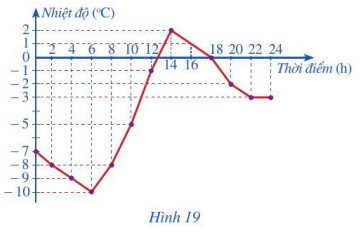 Nhiệt độ (°C)
2
1
0
2 4 6 8 10 12 14 16 18 20 22 24
Thời điểm (h)
– 1
– 2
– 3
– 5
– 7
– 8
– 9
– 10
Hình 19